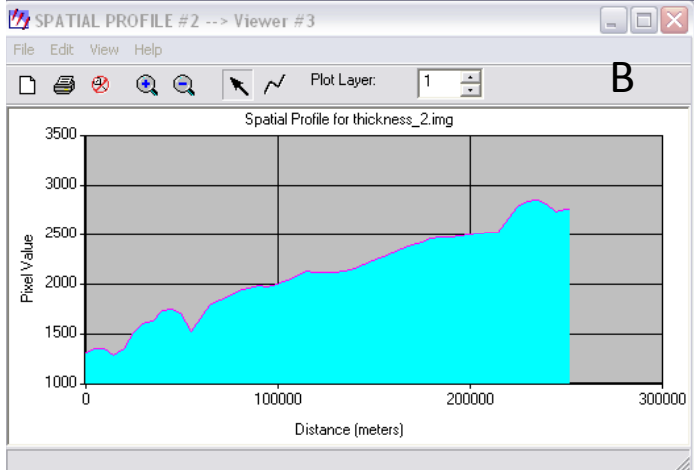 SPATIAL PROFILE #2 --> Viewer #3
File Edit View Help
Plot Layer: 1
B
Spatial Profile for thickness_2.img
3500
3000
2500
2000
1500
1000
Pixel Value
0 100000 200000 300000
Distance (meters)